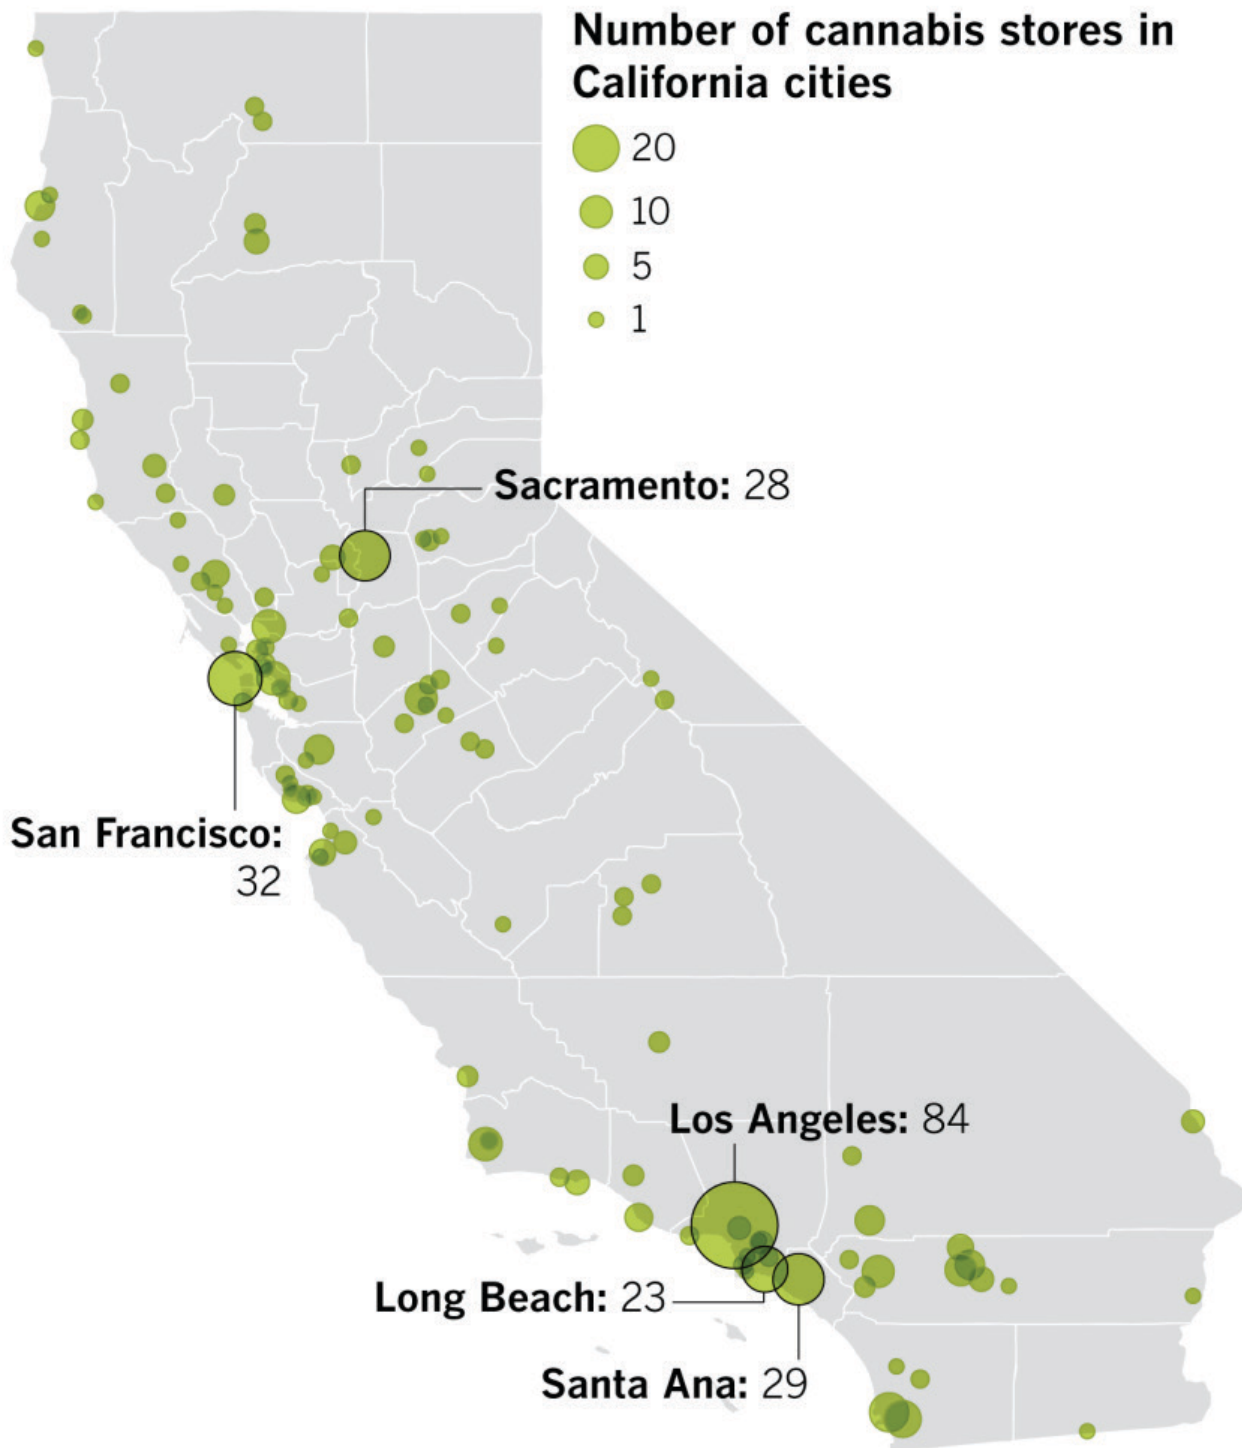 Number of cannabis stores in
California cities
20
10
5
1
Sacramento: 28
San Francisco:
32
Los Angeles: 84
Long Beach: 23
Santa Ana: 29